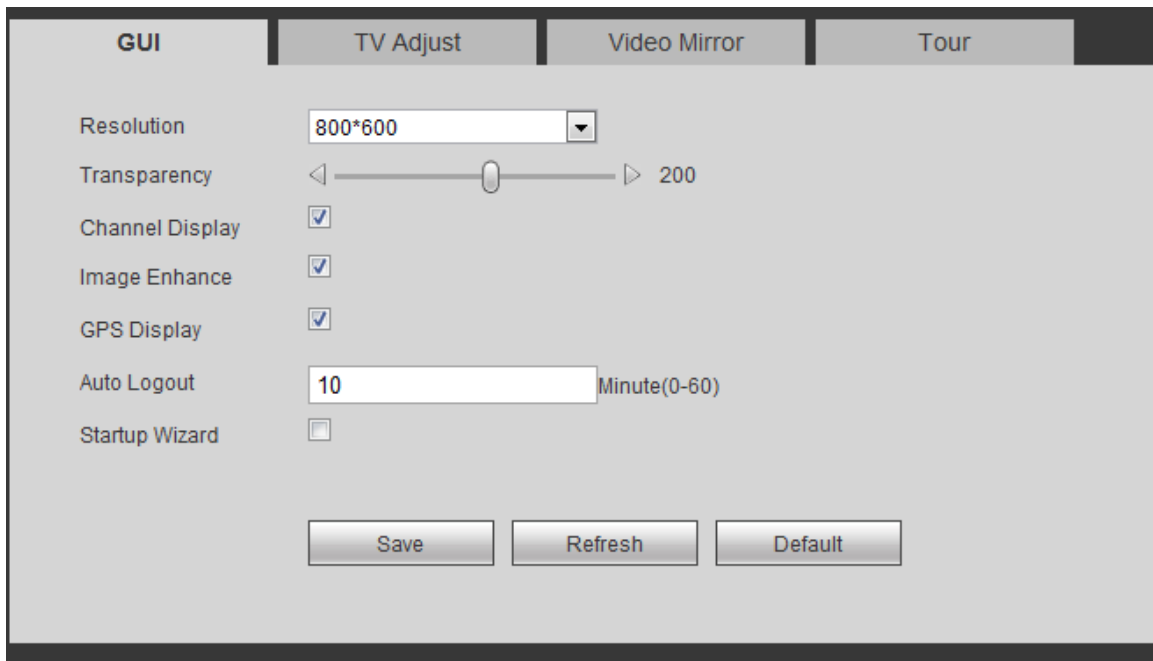 GUI TV Adjust Video Mirror Tour
Resolution 800*600
Transparency 200
Channel Display
Image Enhance
GPS Display
Auto Logout 10 Minute(0-60)
Startup Wizard
Save Refresh Default